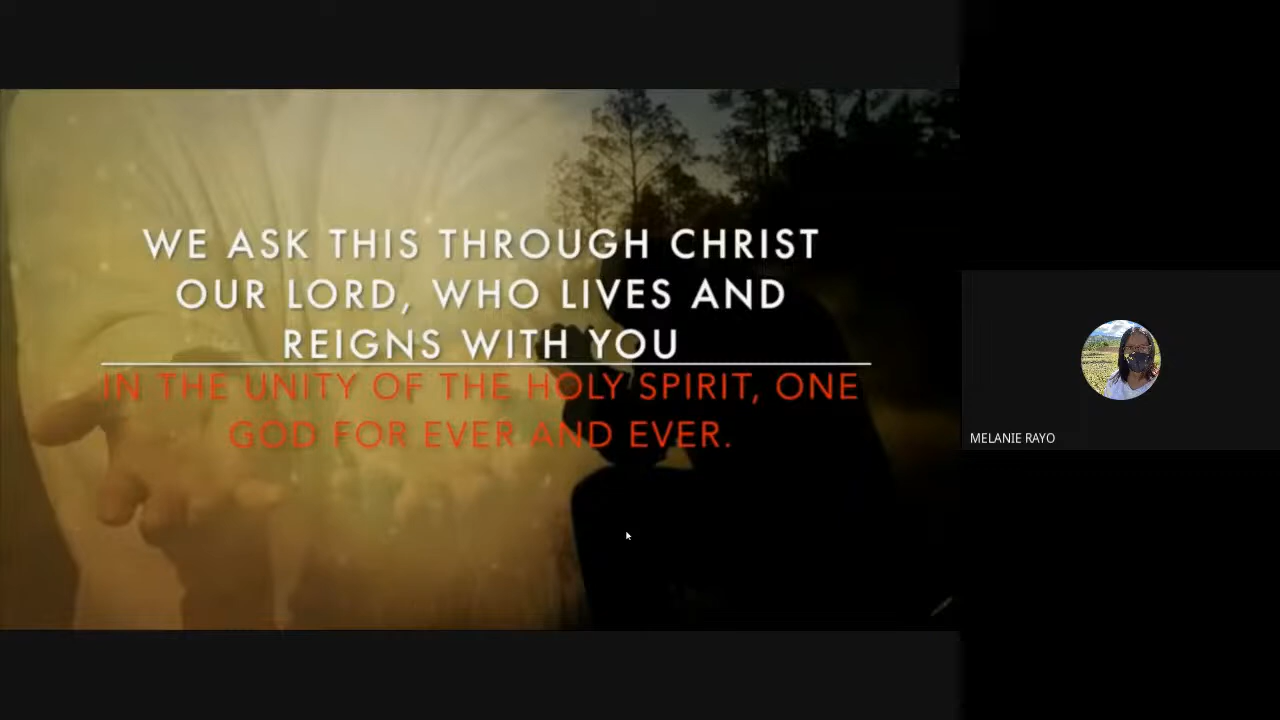 WE ASK THIS THROUGH CHRIST
OUR LORD, WHO LIVES AND
REIGNS WITH YOU
IN THE UNITY OF THE HOLY SPIRIT, ONE
GOD FOR EVER AND EVER.
MELANIE RAYO